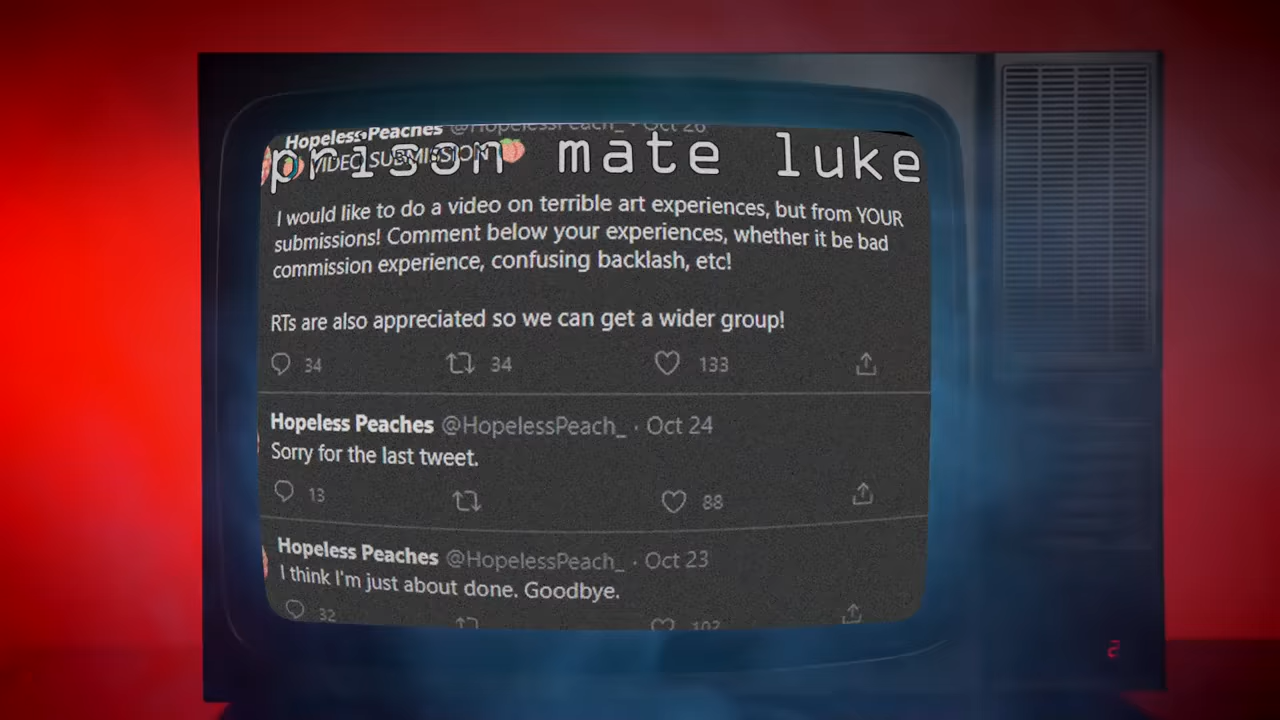 Hopeless Peaches @HopelessPeach_ · Oct 26
prison mate luke
🍑 VIDEO SUBMISSION 🍑
I would like to do a video on terrible art experiences, but from YOUR
submissions! Comment below your experiences, whether it be bad
commission experience, confusing backlash, etc!
RTs are also appreciated so we can get a wider group!
34 34 133
Hopeless Peaches @HopelessPeach_ · Oct 24
Sorry for the last tweet.
13 88
Hopeless Peaches @HopelessPeach_ · Oct 23
I think I'm just about done. Goodbye.
32 102